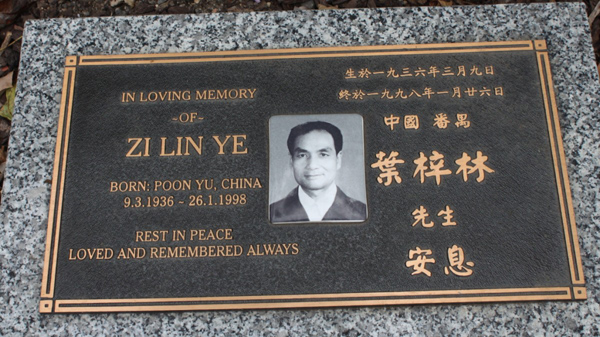 IN LOVING MEMORY
-OF-
ZI LIN YE
BORN: POON YU, CHINA
9.3.1936 - 26.1.1998
REST IN PEACE
LOVED AND REMEMBERED ALWAYS
生於一九三六年三月九日
終於一九九八年一月廿六日
中國 番禺
葉梓林
先生
安息